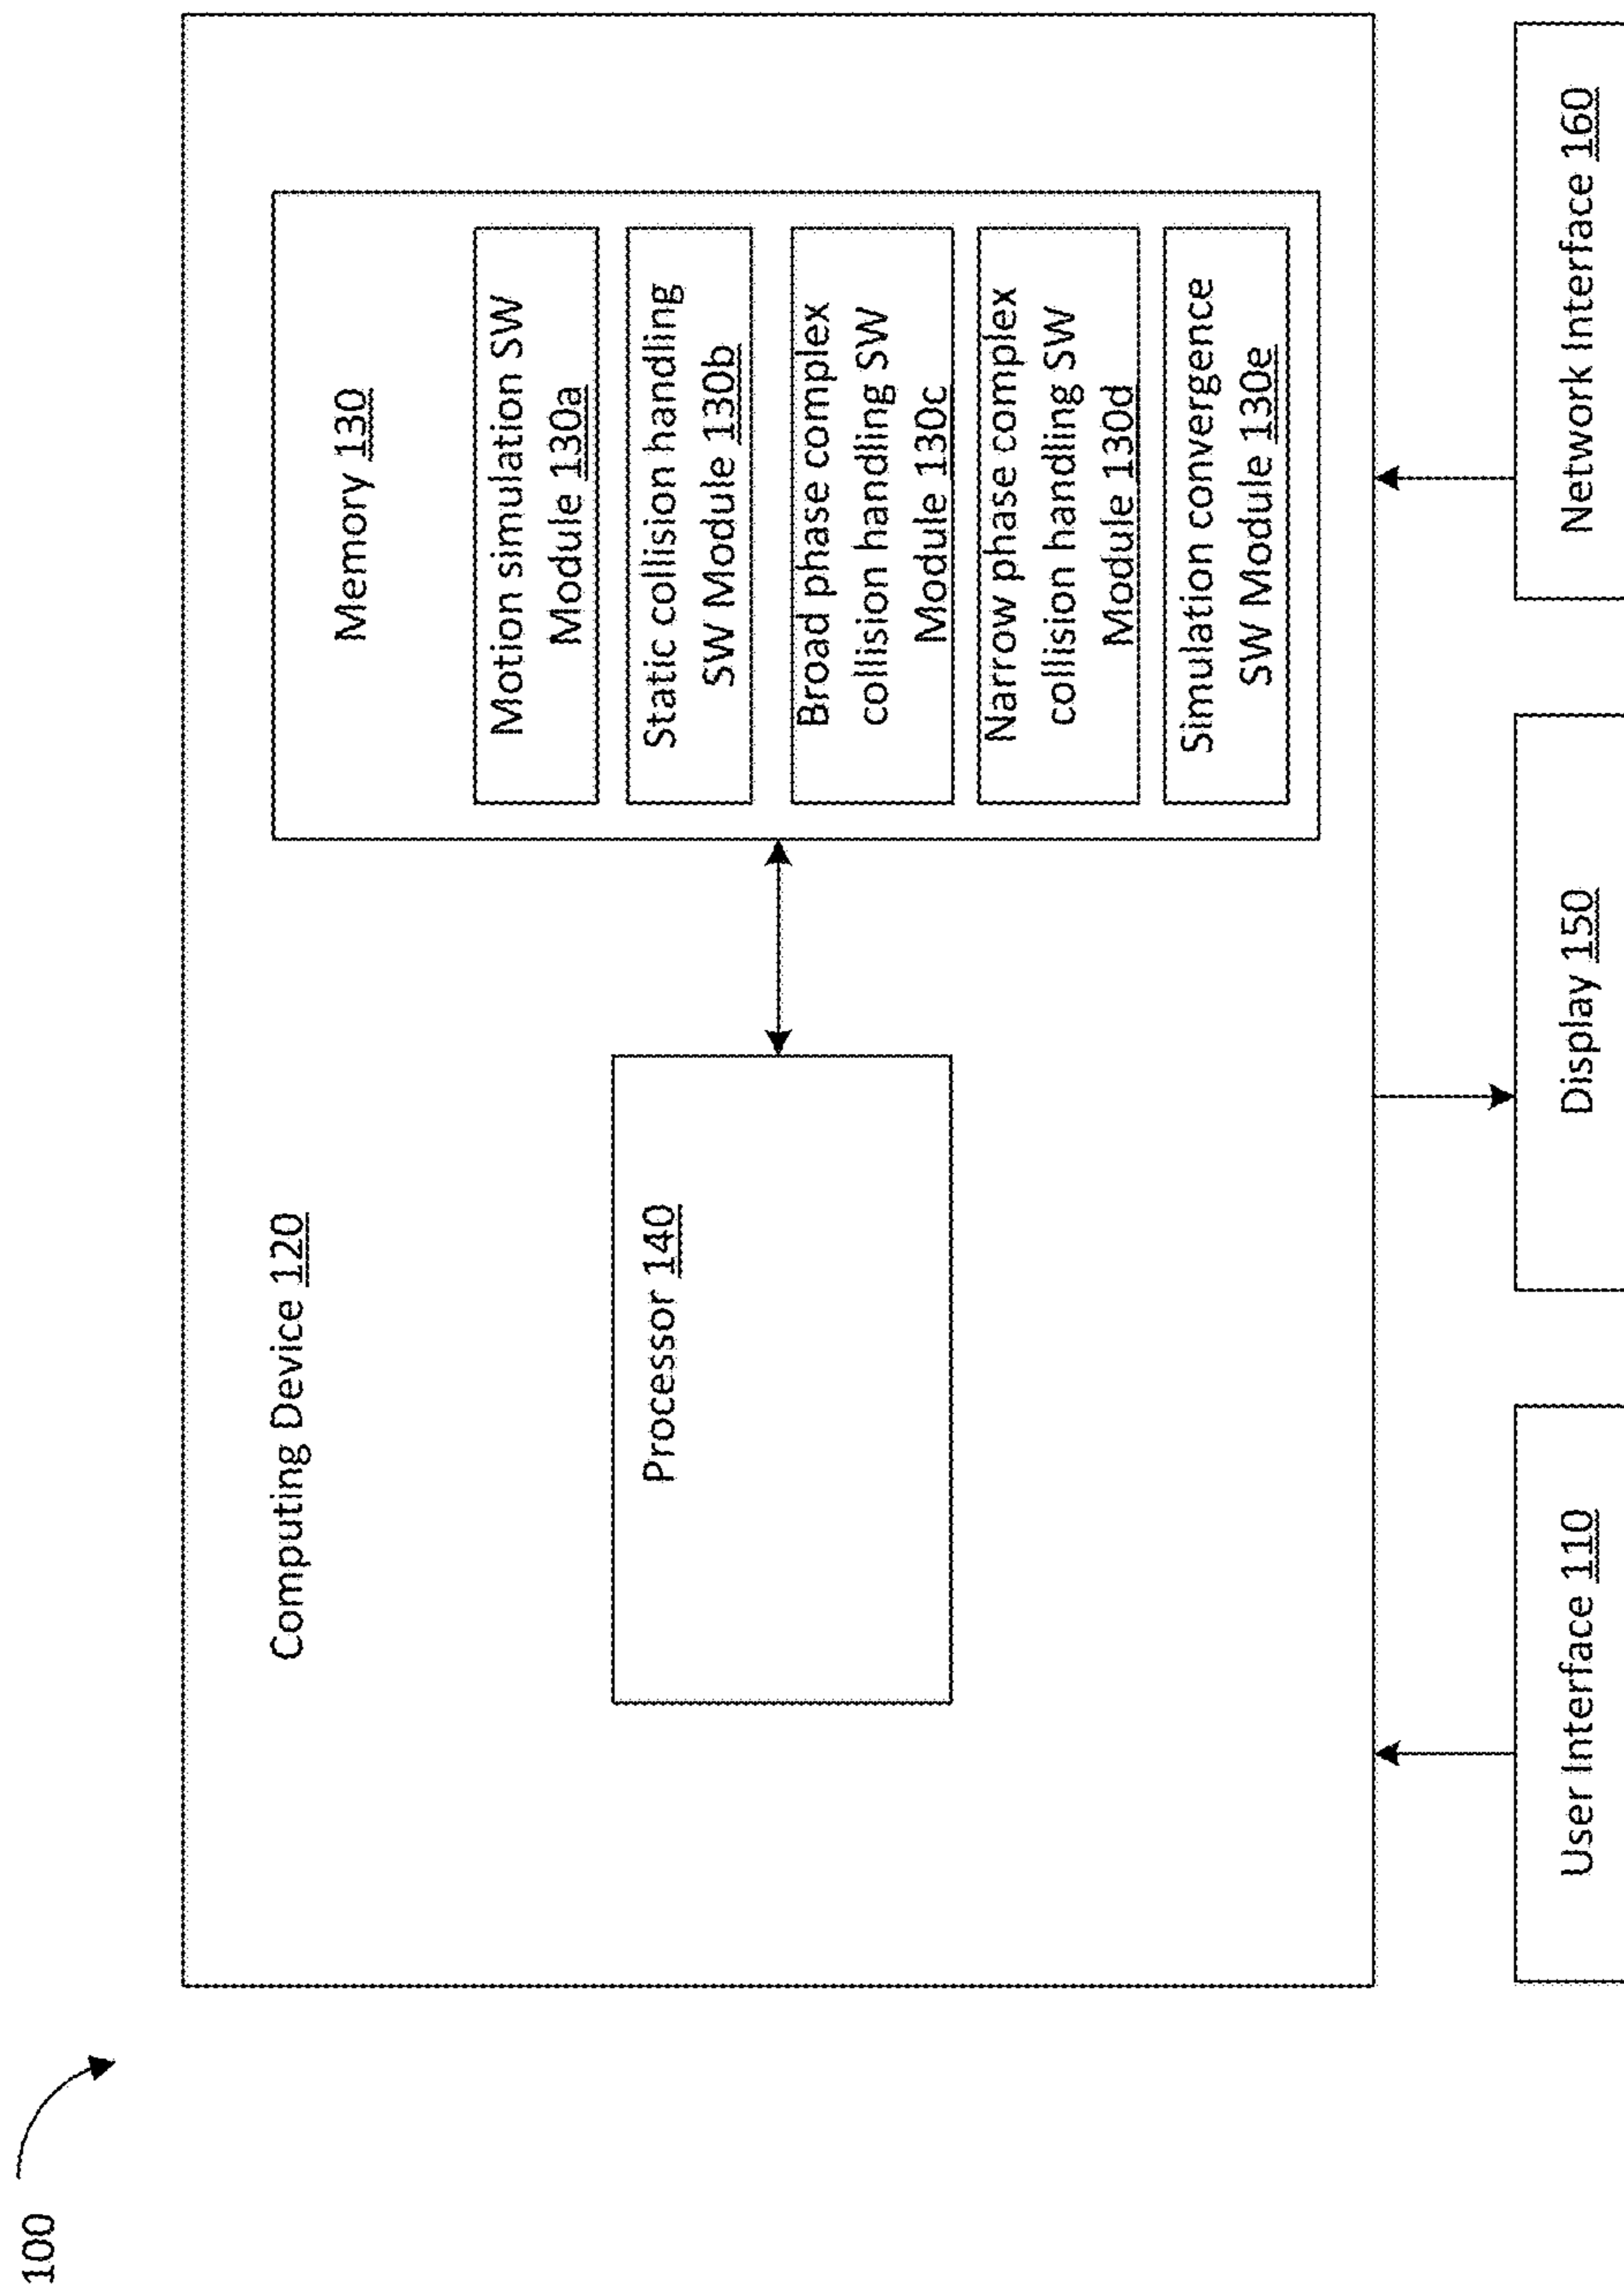 100
Computing Device 120
Memory 130
Motion simulation SW
Module 130a
Static collision handling
SW Module 130b
Processor 140
Broad phase complex
collision handling SW
Module 130c
Narrow phase complex
collision handling SW
Module 130d
Simulation convergence
SW Module 130e
User Interface 110
Display 150
Network Interface 160